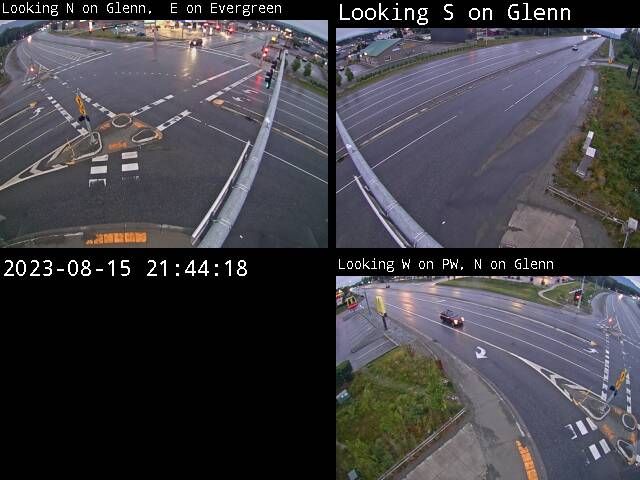 Looking N on Glenn,  E on Evergreen
Looking S on Glenn
2023-08-15 21:44:18
Looking W on PW, N on Glenn